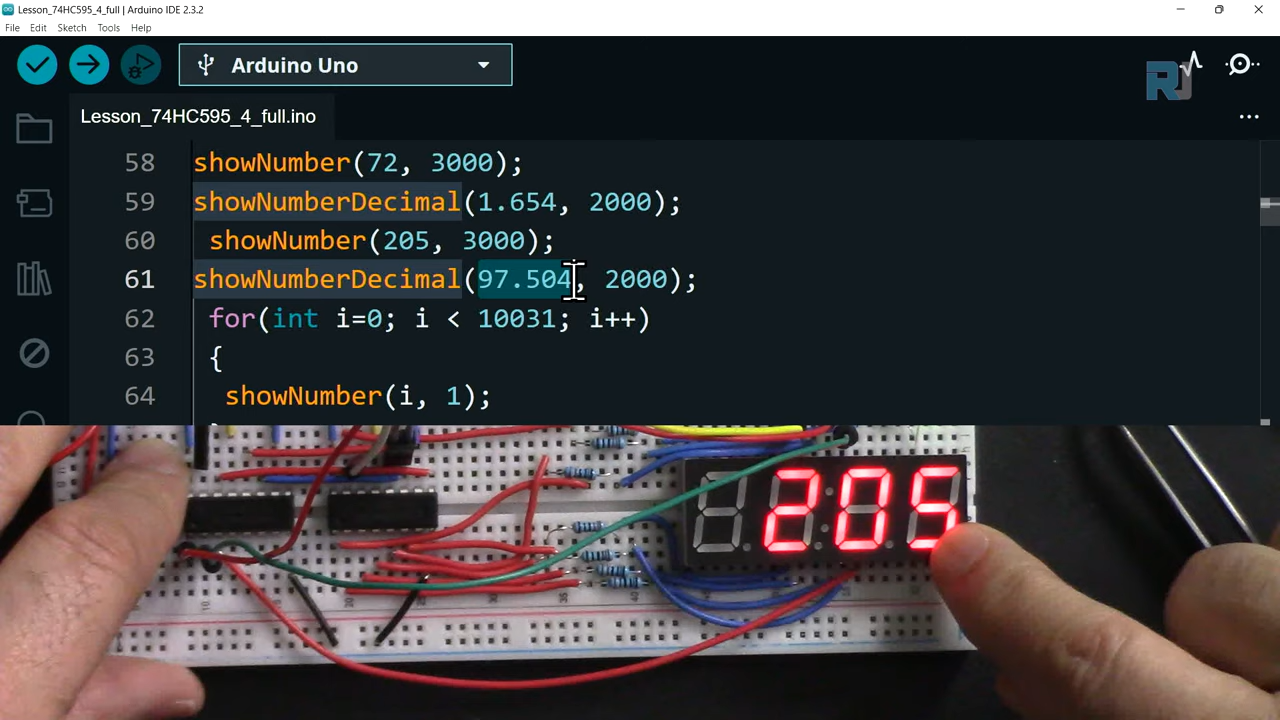 Lesson_74HC595_4_full | Arduino IDE 2.3.2
File Edit Sketch Tools Help
Arduino Uno
RJ
Lesson_74HC595_4_full.ino
58 showNumber(72, 3000);
59 showNumberDecimal(1.654, 2000);
60 showNumber(205, 3000);
61 showNumberDecimal(97.504, 2000);
62 for(int i=0; i < 10031; i++)
63 {
64 showNumber(i, 1);
205